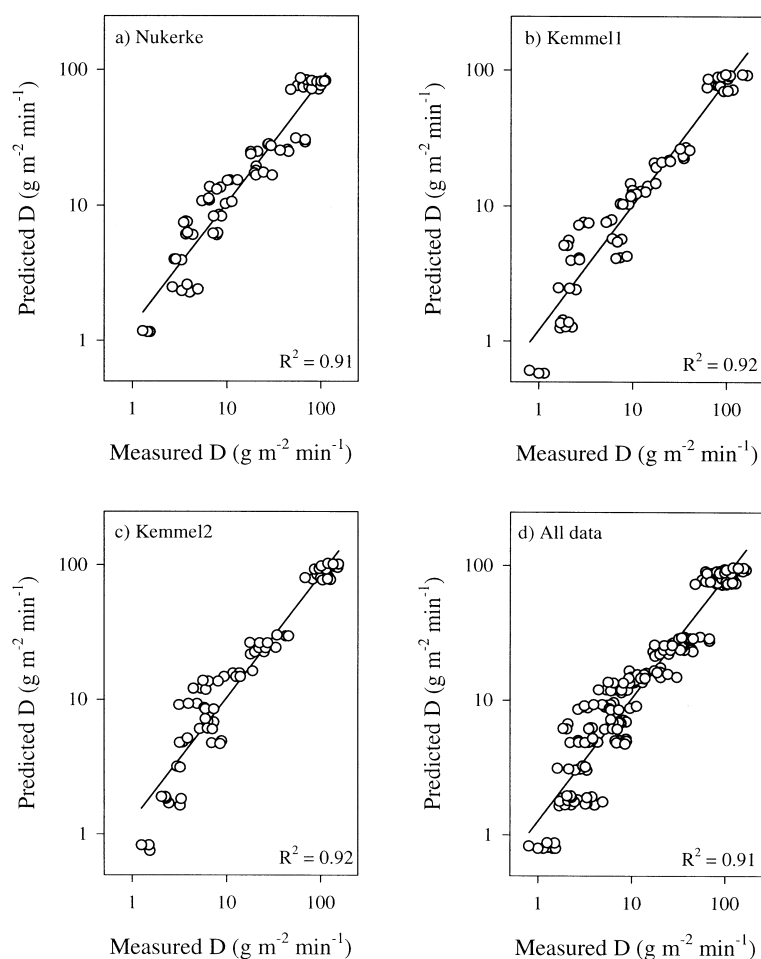 a) Nukerke
100
10
1
Predicted D (g m⁻² min⁻¹)
R² = 0.91
1 10 100
Measured D (g m⁻² min⁻¹)
b) Kemmel1
100
10
1
Predicted D (g m⁻² min⁻¹)
R² = 0.92
1 10 100
Measured D (g m⁻² min⁻¹)
c) Kemmel2
100
10
1
Predicted D (g m⁻² min⁻¹)
R² = 0.92
1 10 100
Measured D (g m⁻² min⁻¹)
d) All data
100
10
1
Predicted D (g m⁻² min⁻¹)
R² = 0.91
1 10 100
Measured D (g m⁻² min⁻¹)